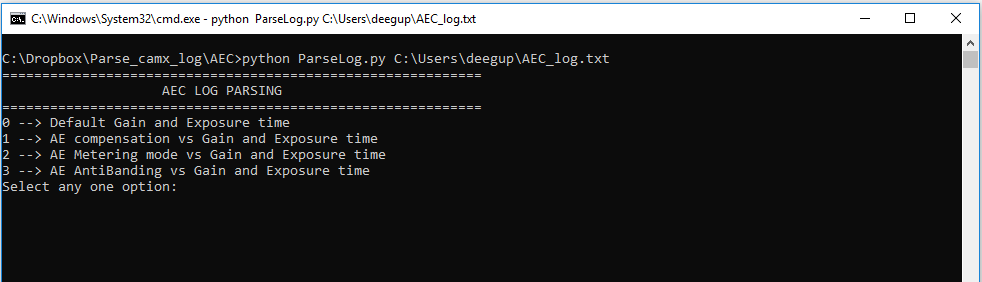 C:\Windows\System32\cmd.exe - python  ParseLog.py C:\Users\deegup\AEC_log.txt
C:\Dropbox\Parse_camx_log\AEC>python ParseLog.py C:\Users\deegup\AEC_log.txt
============================================================
                    AEC LOG PARSING
============================================================
0 --> Default Gain and Exposure time
1 --> AE compensation vs Gain and Exposure time
2 --> AE Metering mode vs Gain and Exposure time
3 --> AE AntiBanding vs Gain and Exposure time
Select any one option: